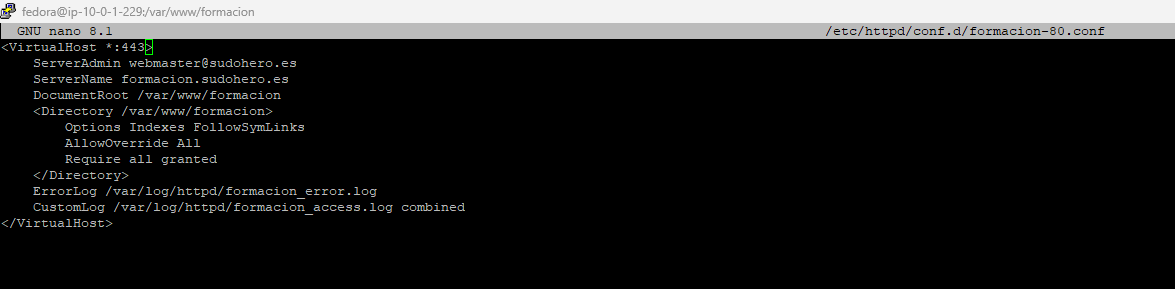 fedora@ip-10-0-1-229:/var/www/formacion
GNU nano 8.1 /etc/httpd/conf.d/formacion-80.conf
<VirtualHost *:443>
    ServerAdmin webmaster@sudohero.es
    ServerName formacion.sudohero.es
    DocumentRoot /var/www/formacion
    <Directory /var/www/formacion>
        Options Indexes FollowSymLinks
        AllowOverride All
        Require all granted
    </Directory>
    ErrorLog /var/log/httpd/formacion_error.log
    CustomLog /var/log/httpd/formacion_access.log combined
</VirtualHost>